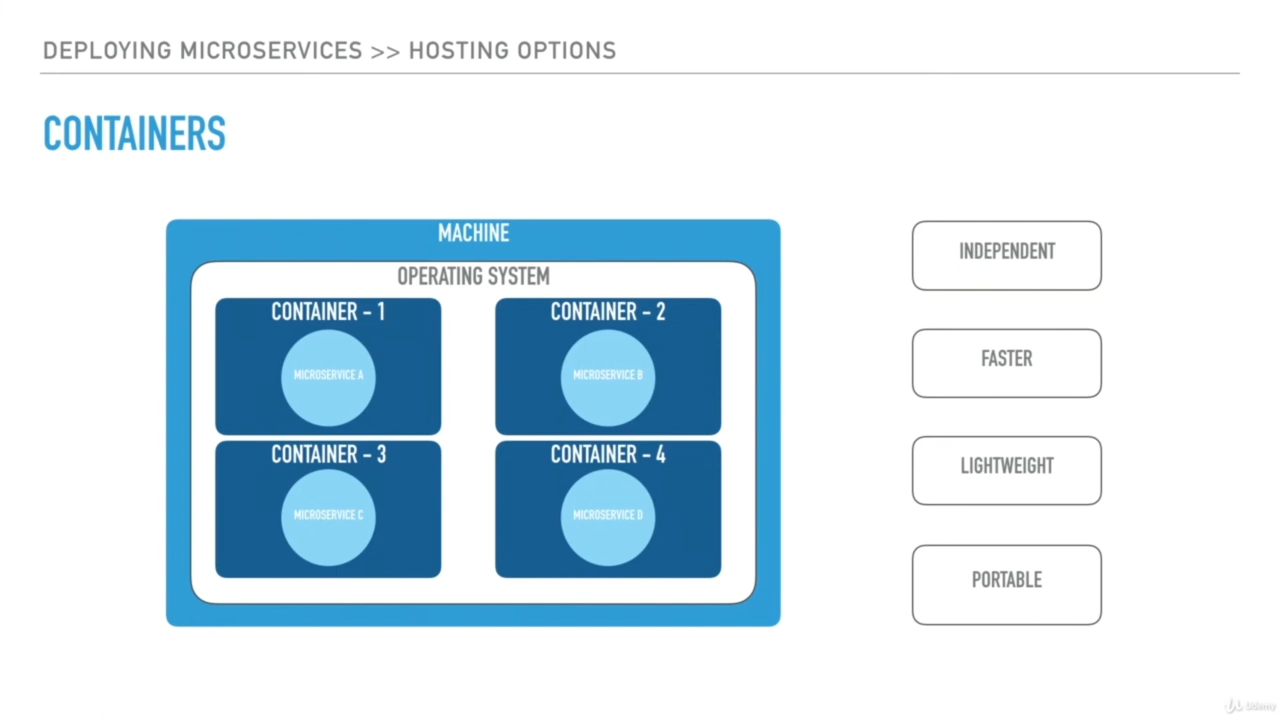 DEPLOYING MICROSERVICES >> HOSTING OPTIONS
CONTAINERS
MACHINE
OPERATING SYSTEM
CONTAINER - 1
MICROSERVICE A
CONTAINER - 2
MICROSERVICE B
CONTAINER - 3
MICROSERVICE C
CONTAINER - 4
MICROSERVICE D
INDEPENDENT
FASTER
LIGHTWEIGHT
PORTABLE
Udemy